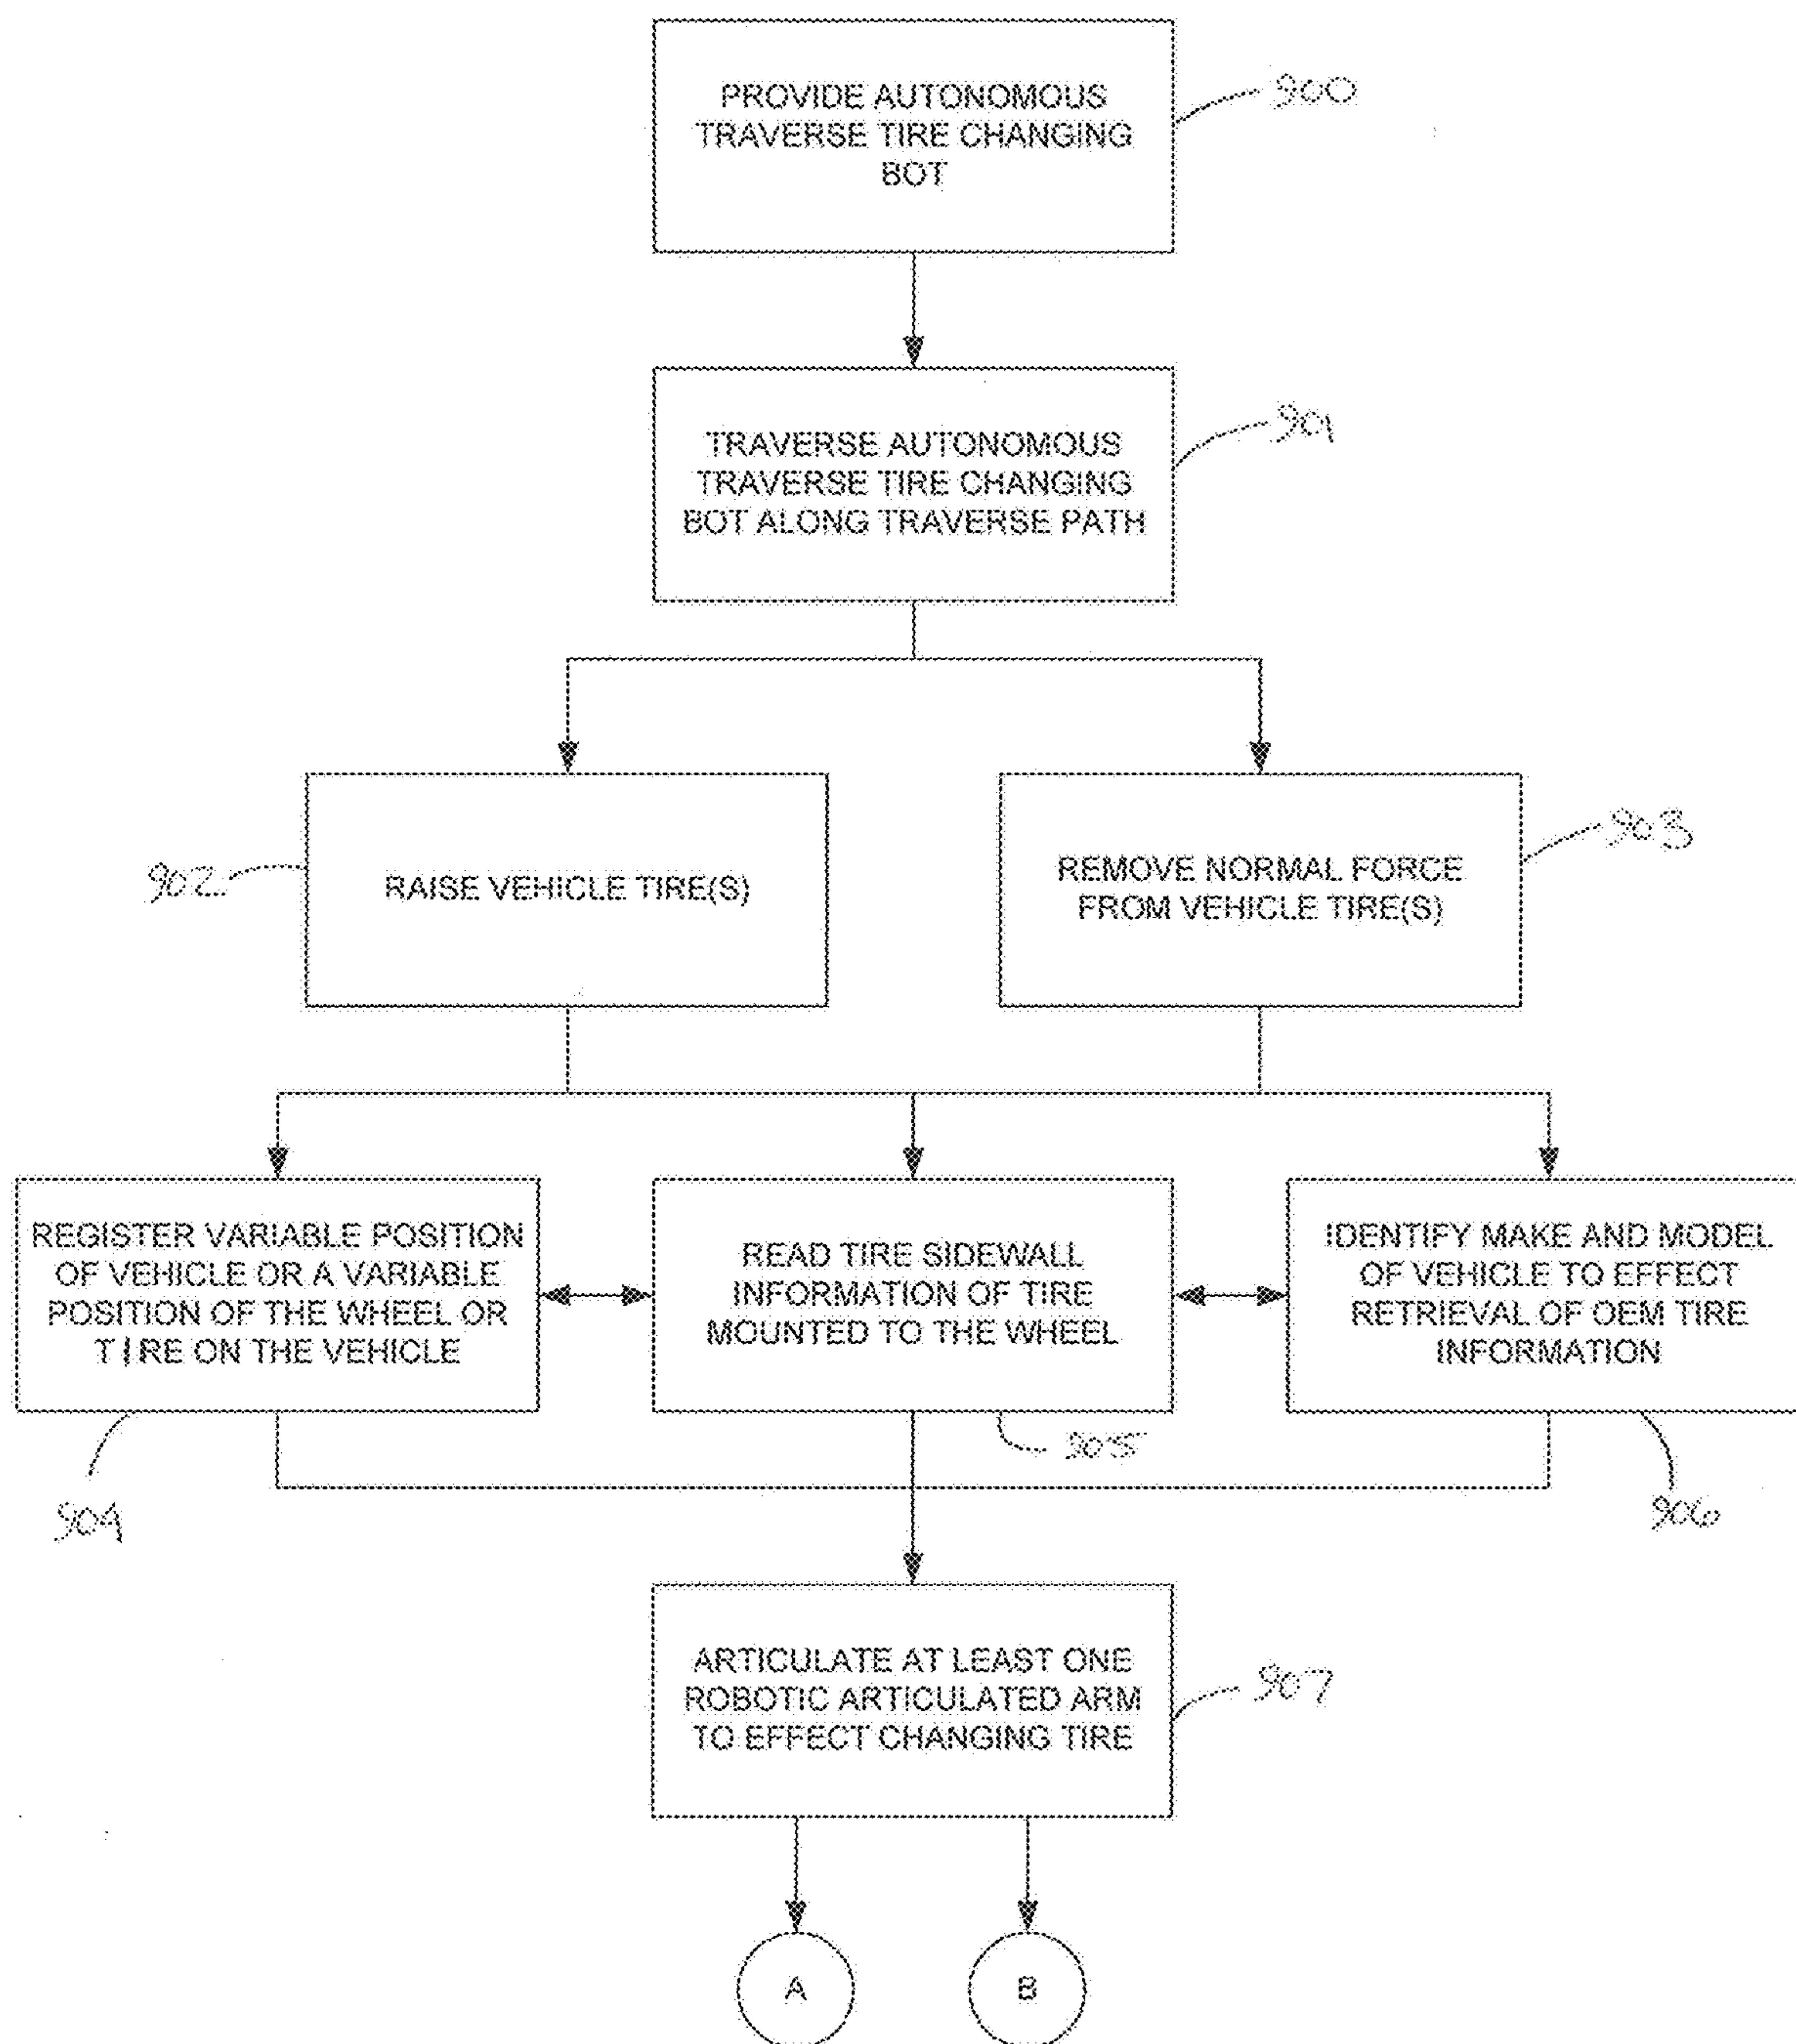 PROVIDE AUTONOMOUS
TRAVERSE TIRE CHANGING
BOT
900
TRAVERSE AUTONOMOUS
TRAVERSE TIRE CHANGING
BOT ALONG TRAVERSE PATH
901
902
RAISE VEHICLE TIRE(S)
REMOVE NORMAL FORCE
FROM VEHICLE TIRE(S)
903
REGISTER VARIABLE POSITION
OF VEHICLE OR A VARIABLE
POSITION OF THE WHEEL OR
TIRE ON THE VEHICLE
904
READ TIRE SIDEWALL
INFORMATION OF TIRE
MOUNTED TO THE WHEEL
905
IDENTIFY MAKE AND MODEL
OF VEHICLE TO EFFECT
RETRIEVAL OF OEM TIRE
INFORMATION
906
ARTICULATE AT LEAST ONE
ROBOTIC ARTICULATED ARM
TO EFFECT CHANGING TIRE
907
A
B